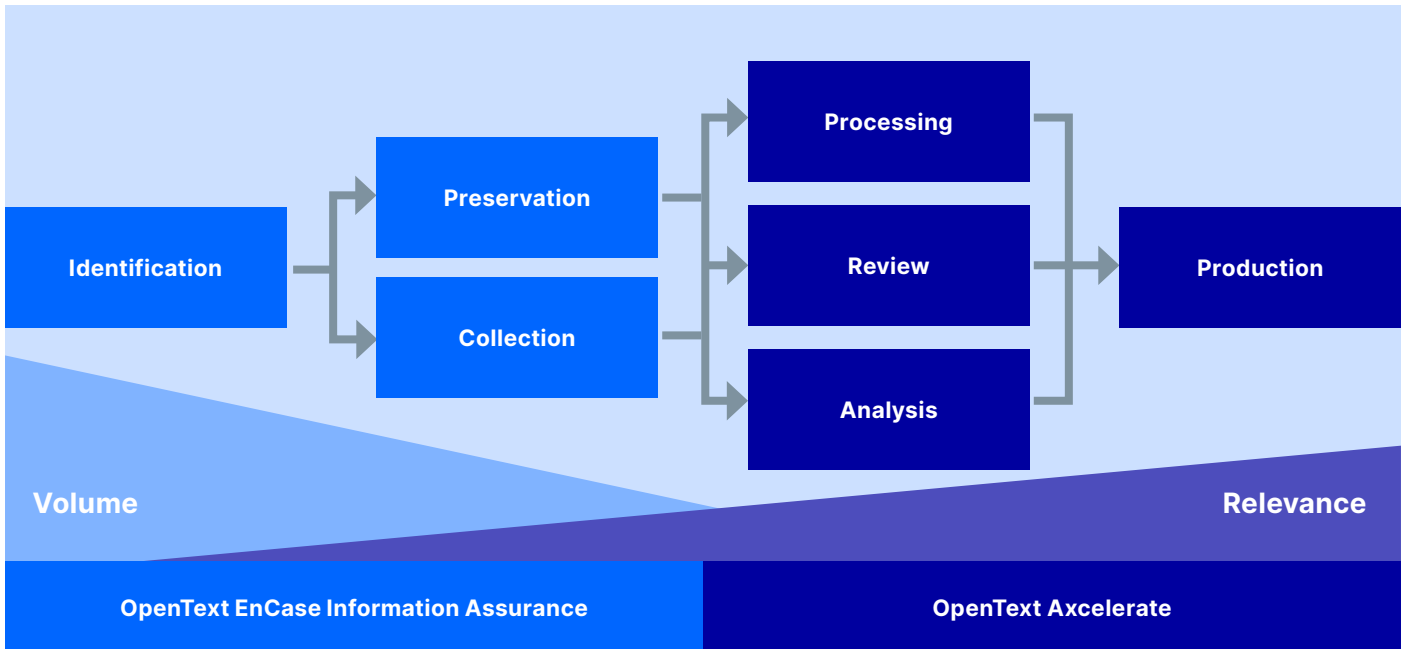 Identification
Preservation
Collection
Processing
Review
Analysis
Production
Volume
Relevance
OpenText EnCase Information Assurance
OpenText Axcelerate